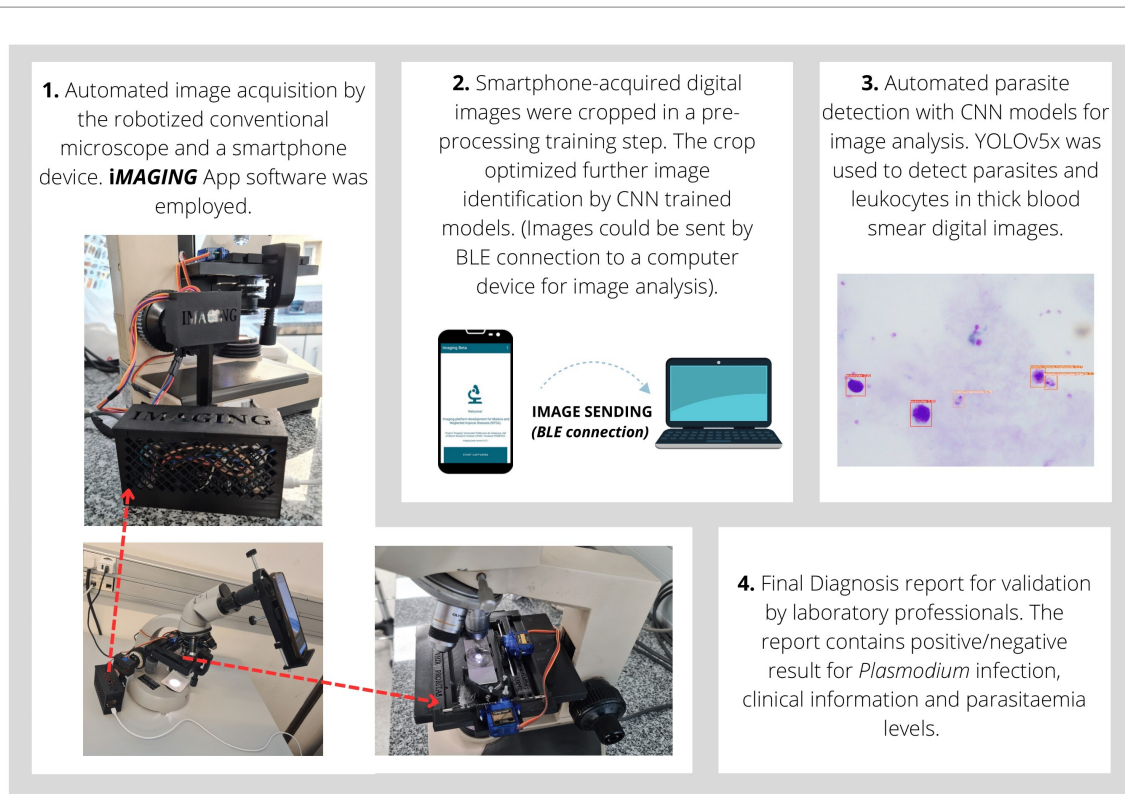 1. Automated image acquisition by
the robotized conventional
microscope and a smartphone
device. iMAGING App software was
employed.
IMAGING
IMAGING
2. Smartphone-acquired digital
images were cropped in a pre-
processing training step. The crop
optimized further image
identification by CNN trained
models. (Images could be sent by
BLE connection to a computer
device for image analysis).
Imaging Beta
Welcome!
START CAPTURING
IMAGE SENDING
(BLE connection)
3. Automated parasite
detection with CNN models for
image analysis. YOLOv5x was
used to detect parasites and
leukocytes in thick blood
smear digital images.
4. Final Diagnosis report for validation
by laboratory professionals. The
report contains positive/negative
result for Plasmodium infection,
clinical information and parasitaemia
levels.